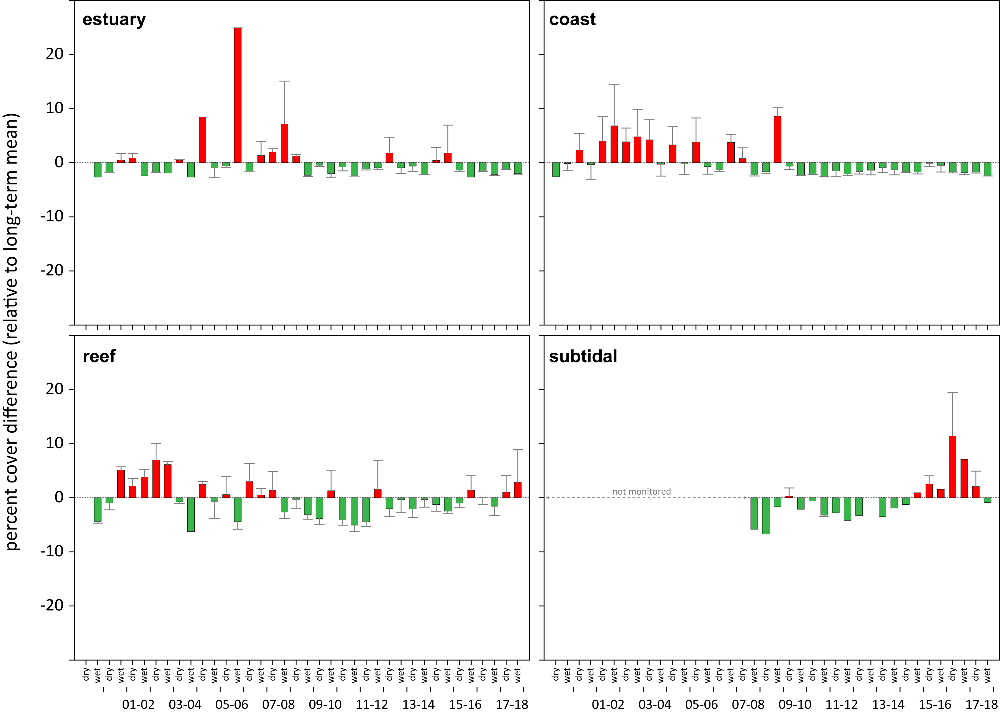 percent cover difference (relative to long-term mean)
estuary
coast
20
10
0
-10
-20
reef
subtidal
20
10
0
-10
-20
not monitored
dry wet dry wet dry wet dry wet dry wet dry wet dry wet dry wet dry wet dry wet dry wet dry wet dry wet dry wet dry wet dry wet dry wet dry wet dry wet dry wet dry wet dry wet dry wet dry wet dry wet dry wet dry wet dry wet dry wet dry wet dry wet dry wet dry wet dry wet dry wet dry wet dry wet dry wet
01-02 03-04 05-06 07-08 09-10 11-12 13-14 15-16 17-18 01-02 03-04 05-06 07-08 09-10 11-12 13-14 15-16 17-18